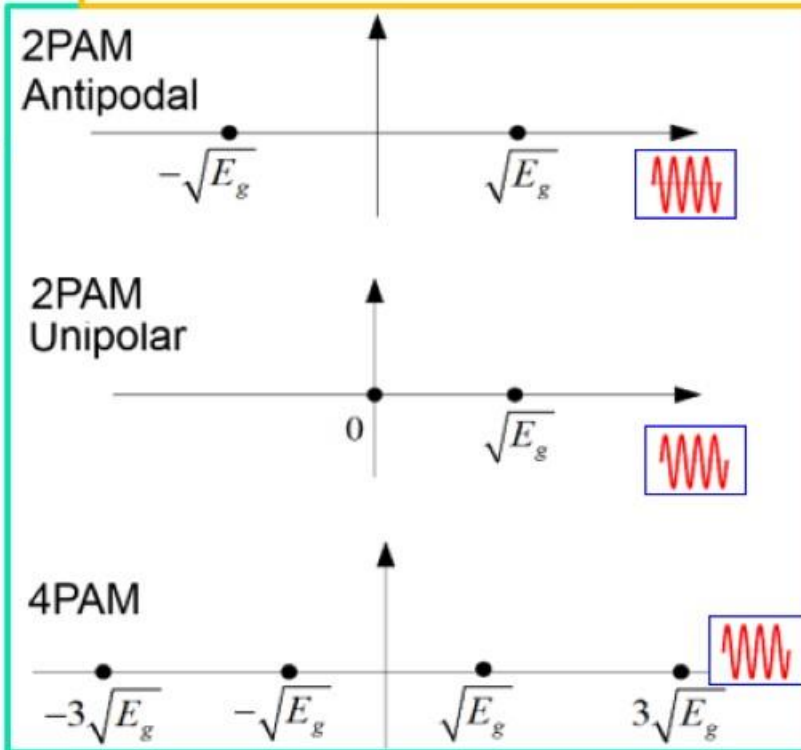 2PAM
Antipodal
−√E_g √E_g
2PAM
Unipolar
0 √E_g
4PAM
−3√E_g −√E_g √E_g 3√E_g